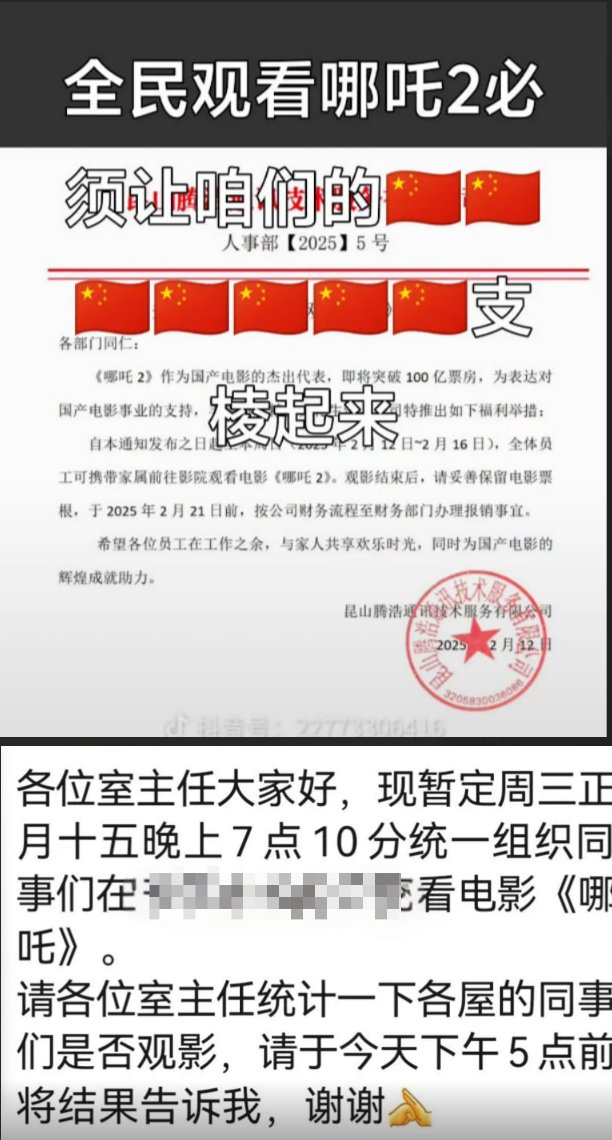 全民观看哪吒2必
须让咱们的🇨🇳🇨🇳
人事部【2025】5 号
🇨🇳🇨🇳🇨🇳🇨🇳🇨🇳支
各部门同仁：
棱起来
《哪吒 2》作为国产电影的杰出代表，即将突破 100 亿票房，为表达对
国产电影事业的支持，司特推出如下福利举措：
自本通知发布之日起2025 年 2 月 12 日~2 月 16 日），全体员
工可携带家属前往影院观看电影《哪吒 2》。观影结束后，请妥善保留电影票
根，于 2025 年 2 月 21 日前，按公司财务流程至财务部门办理报销事宜。
希望各位员工在工作之余，与家人共享欢乐时光，同时为国产电影的
辉煌成就助力。
昆山腾浩通讯技术服务有限公司
2025 2 月 12 日
昆山腾浩通讯技术服务有限公司
3205830036086
抖音号：22773306416
各位室主任大家好，现暂定周三正
月十五晚上 7 点 10 分统一组织同
事们在看电影《哪
吒》。
请各位室主任统计一下各屋的同事
们是否观影，请于今天下午 5 点前
将结果告诉我，谢谢🙏